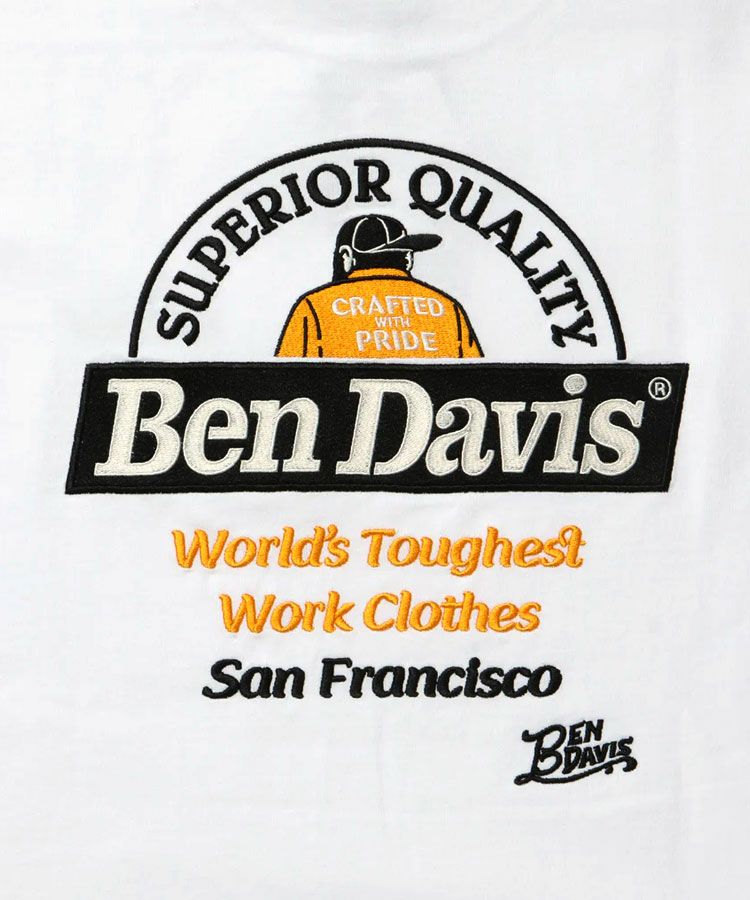 SUPERIOR QUALITY
CRAFTED
WITH
PRIDE
Ben Davis®
World's Toughest
Work Clothes
San Francisco
BEN
DAVIS